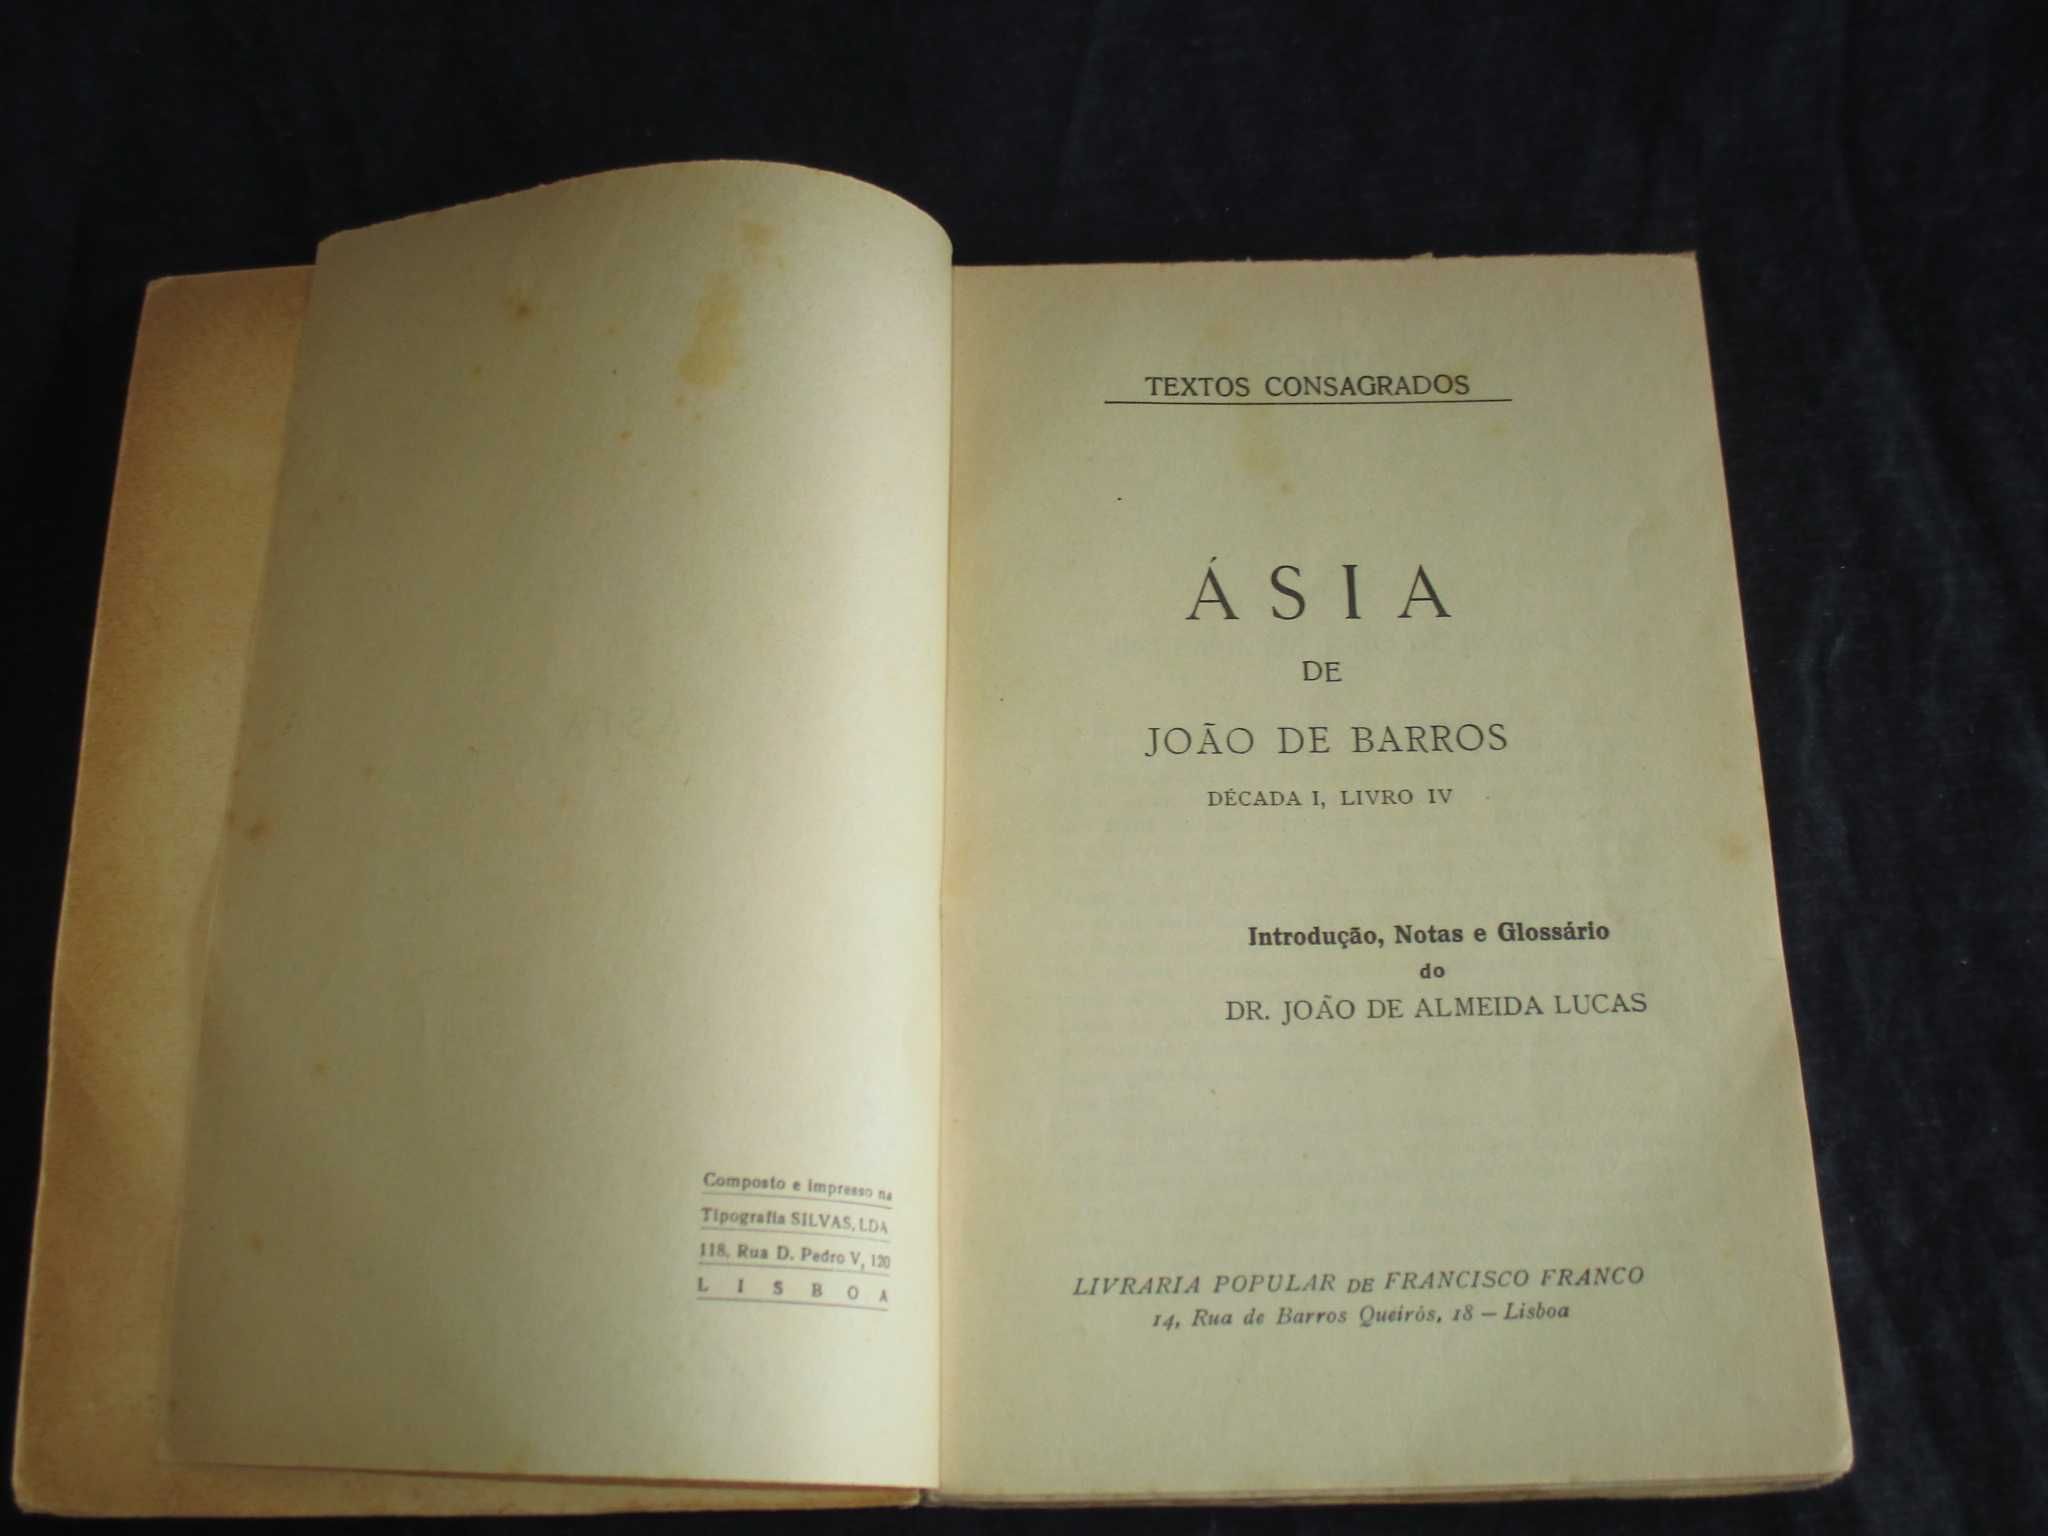 Composto e impresso na
Tipografia SILVAS, LDA
118, Rua D. Pedro V, 120
L I S B O A
TEXTOS CONSAGRADOS
ÁSIA
DE
JOÃO DE BARROS
DÉCADA I, LIVRO IV
Introdução, Notas e Glossário
do
DR. JOÃO DE ALMEIDA LUCAS
LIVRARIA POPULAR DE FRANCISCO FRANCO
14, Rua de Barros Queirós, 18 — Lisboa